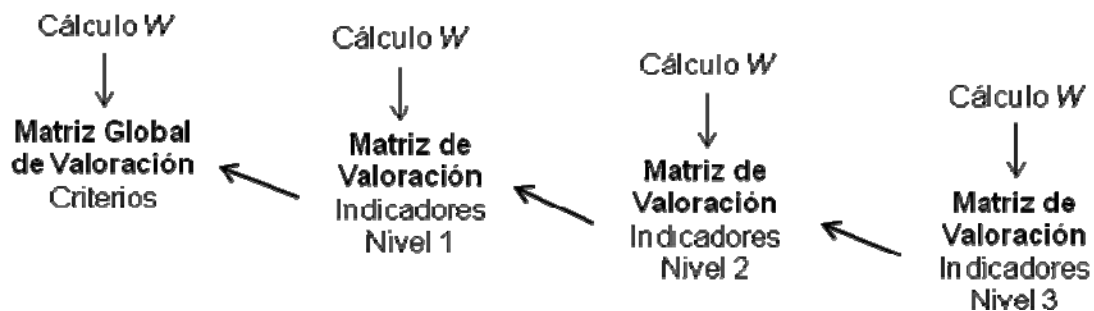 Cálculo W
Matriz Global
de Valoración
Criterios
Cálculo W
Matriz de
Valoración
Indicadores
Nivel 1
Cálculo W
Matriz de
Valoración
Indicadores
Nivel 2
Cálculo W
Matriz de
Valoración
Indicadores
Nivel 3